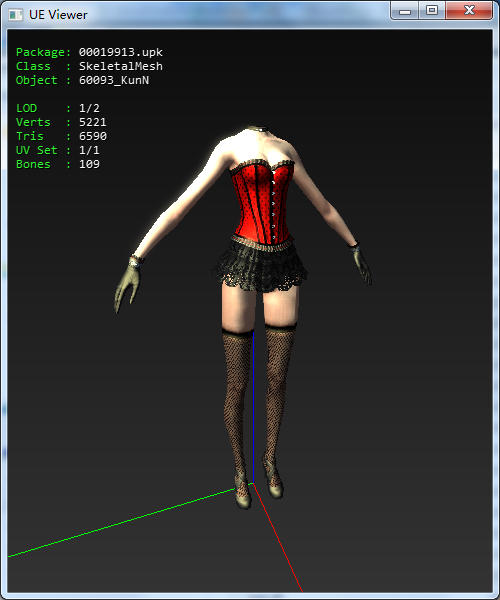 UE Viewer
Package: 00019913.upk
Class : SkeletalMesh
Object : 60093_KunN
LOD : 1/2
Verts : 5221
Tris : 6590
UV Set : 1/1
Bones : 109